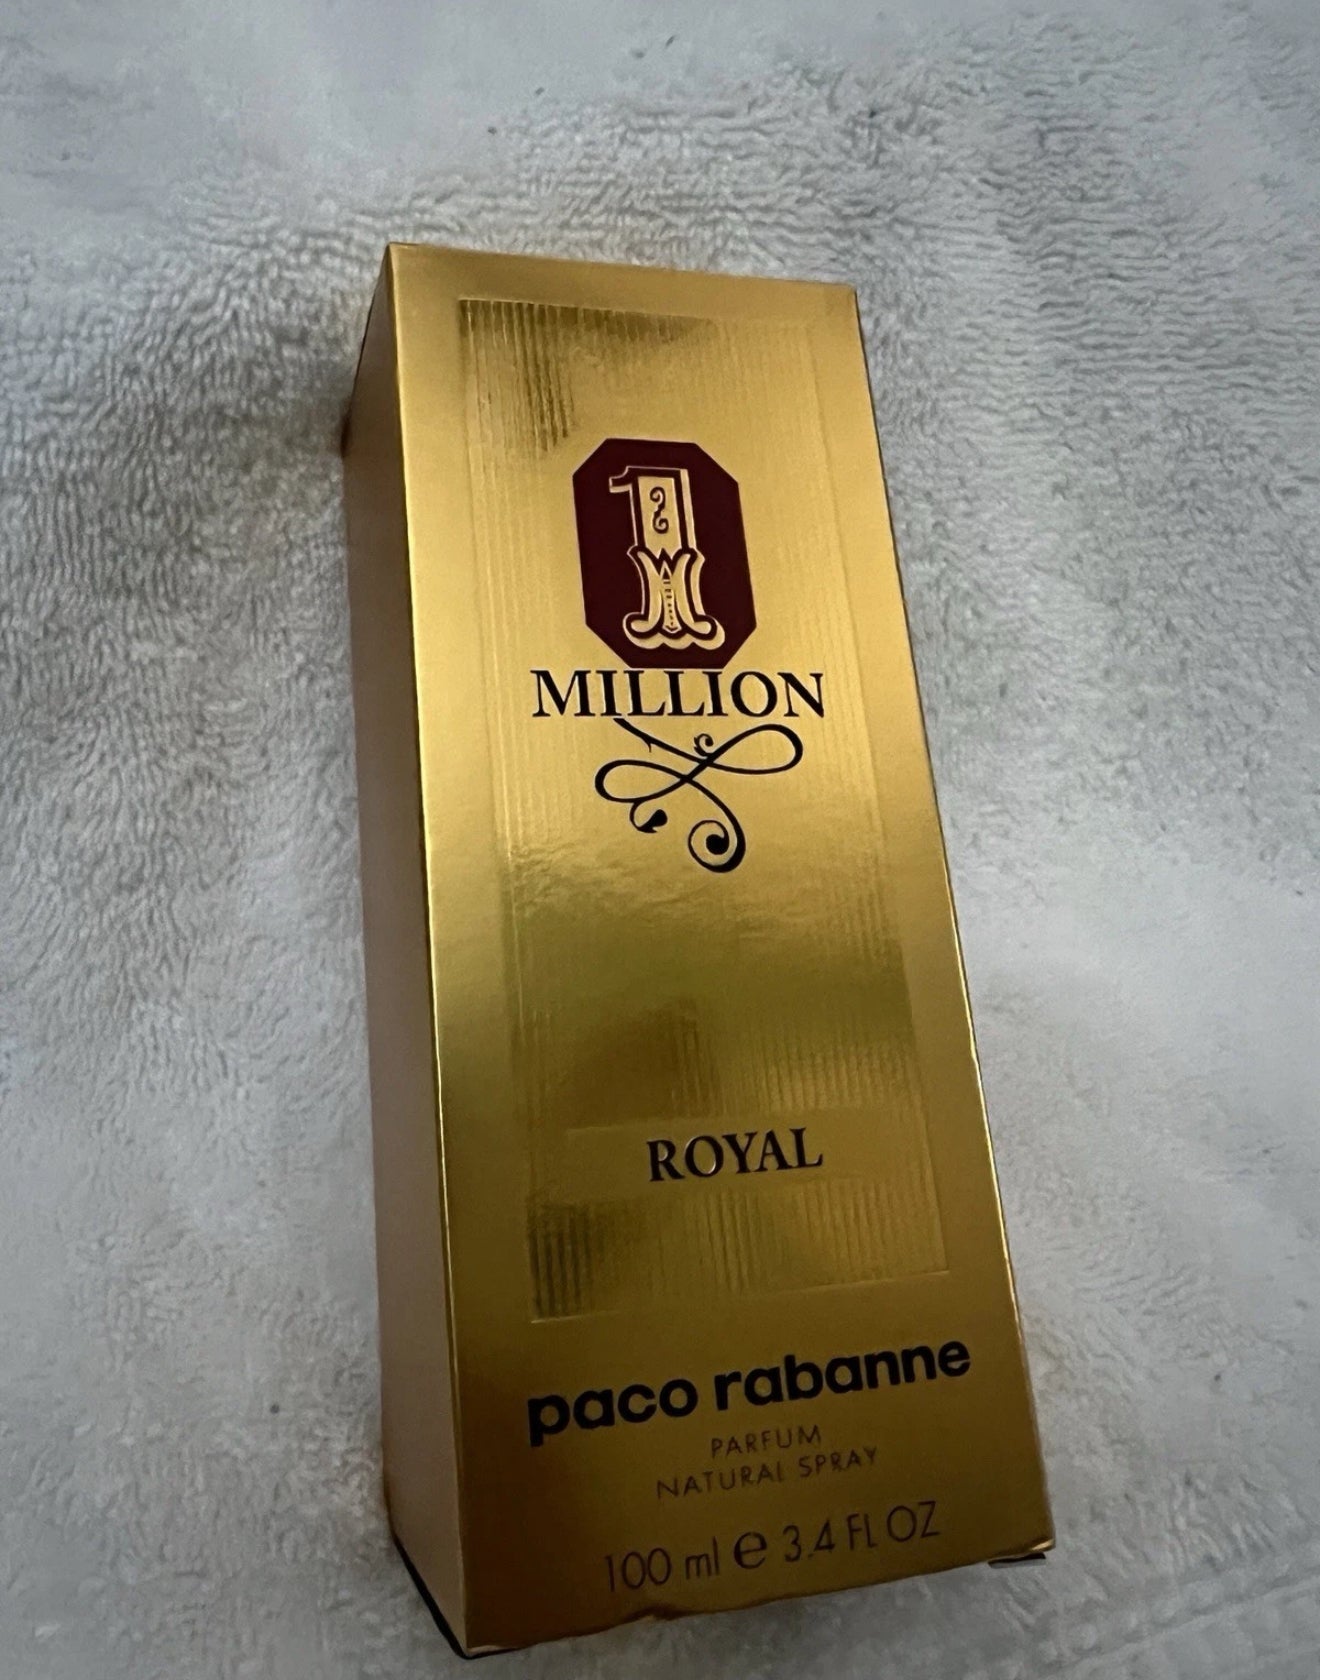 1
MILLION
ROYAL
paco rabanne
PARFUM
NATURAL SPRAY
100 ml e 3.4 FL OZ